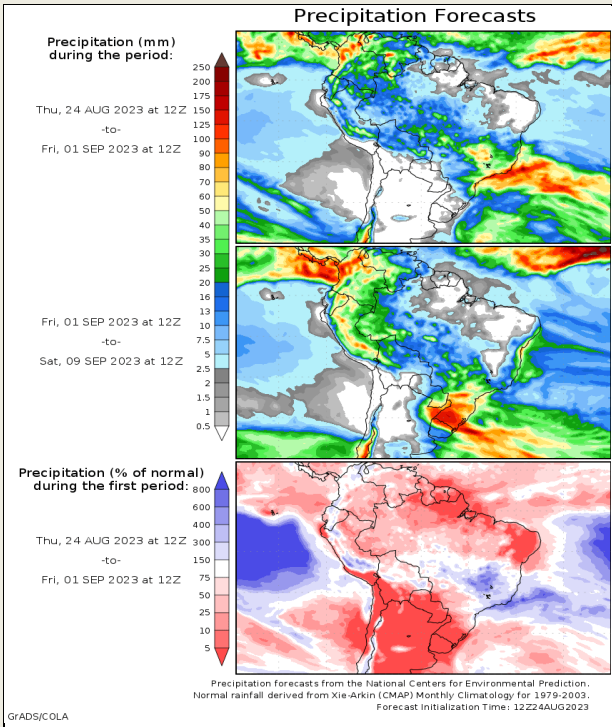 Precipitation Forecasts
Precipitation (mm)
during the period:
Thu, 24 AUG 2023 at 12Z
-to-
Fri, 01 SEP 2023 at 12Z
250
200
175
150
125
100
90
80
70
60
50
40
35
30
25
20
16
13
10
7.5
5
2.5
2
1.5
1
0.5
Fri, 01 SEP 2023 at 12Z
-to-
Sat, 09 SEP 2023 at 12Z
Precipitation (% of normal)
during the first period:
Thu, 24 AUG 2023 at 12Z
-to-
Fri, 01 SEP 2023 at 12Z
800
600
400
300
150
75
50
25
10
5
Precipitation forecasts from the National Centers for Environmental Prediction.
Normal rainfall derived from Xie-Arkin (CMAP) Monthly Climatology for 1979-2003.
Forecast Initialization Time: 12Z24AUG2023
GrADS/COLA